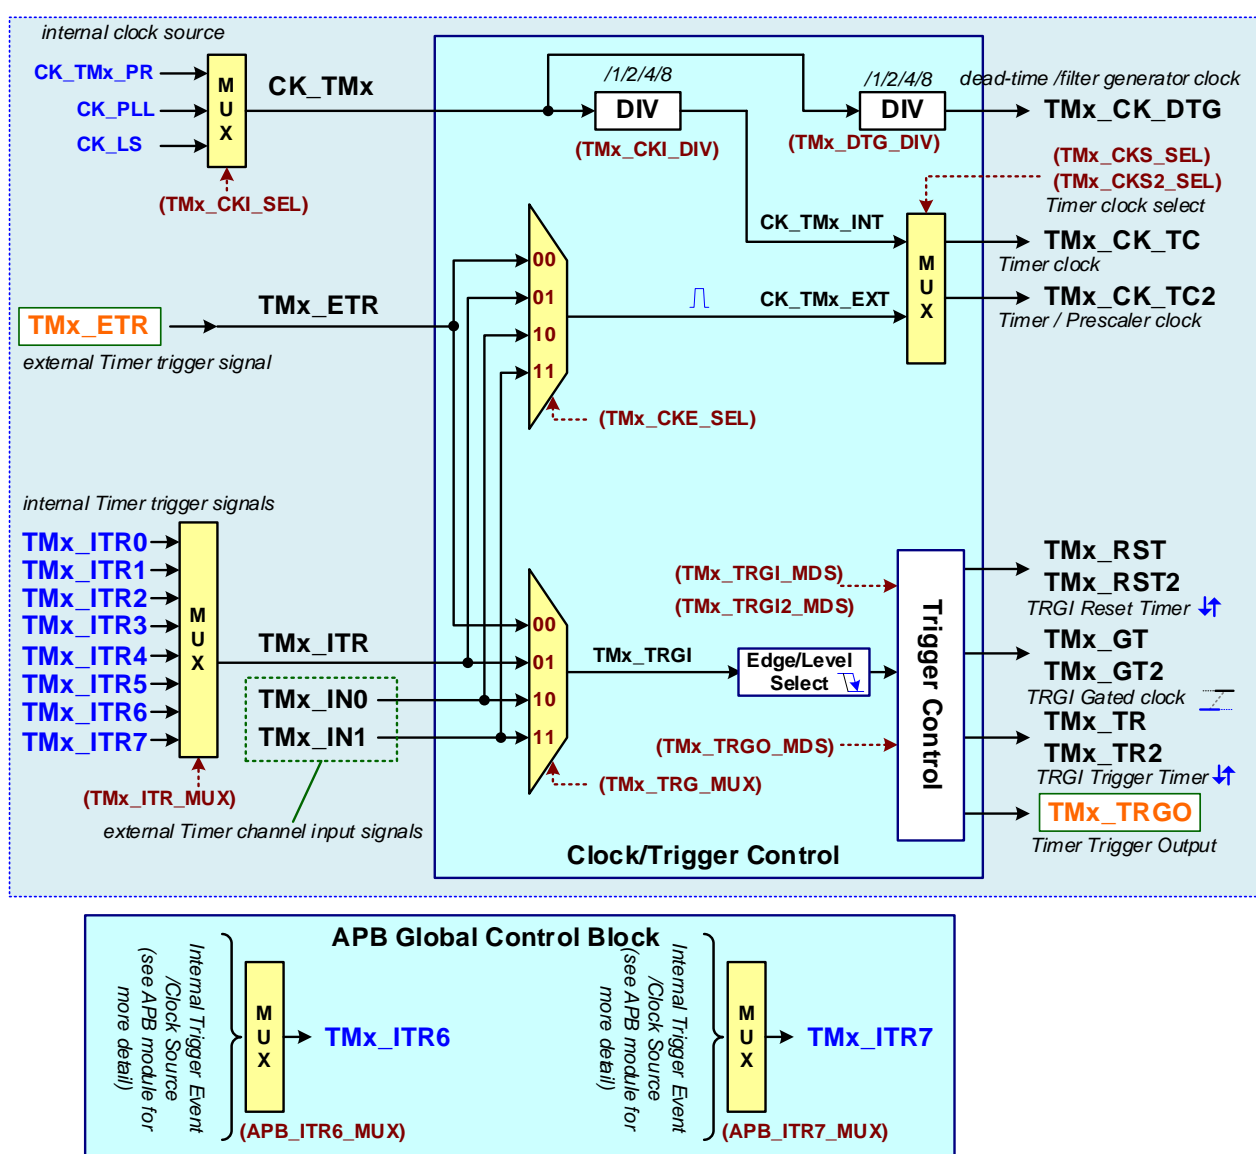 internal clock source
CK_TMx_PR
CK_PLL
CK_LS
MUX
(TMx_CKI_SEL)
CK_TMx
/1/2/4/8
DIV
(TMx_CKI_DIV)
/1/2/4/8
DIV
(TMx_DTG_DIV)
dead-time /filter generator clock
TMx_CK_DTG
(TMx_CKS_SEL)
(TMx_CKS2_SEL)
Timer clock select
CK_TMx_INT
MUX
TMx_CK_TC
Timer clock
TMx_CK_TC2
Timer / Prescaler clock
TMx_ETR
external Timer trigger signal
TMx_ETR
00
01
10
11
CK_TMx_EXT
(TMx_CKE_SEL)
internal Timer trigger signals
TMx_ITR0
TMx_ITR1
TMx_ITR2
TMx_ITR3
TMx_ITR4
TMx_ITR5
TMx_ITR6
TMx_ITR7
MUX
(TMx_ITR_MUX)
TMx_ITR
TMx_IN0
TMx_IN1
external Timer channel input signals
00
01
10
11
(TMx_TRG_MUX)
TMx_TRGI
Edge/Level
Select
(TMx_TRGI_MDS)
(TMx_TRGI2_MDS)
(TMx_TRGO_MDS)
Trigger Control
TMx_RST
TMx_RST2
TRGI Reset Timer
TMx_GT
TMx_GT2
TRGI Gated clock
TMx_TR
TMx_TR2
TRGI Trigger Timer
TMx_TRGO
Timer Trigger Output
Clock/Trigger Control
APB Global Control Block
Internal Trigger Event
/Clock Source
(see APB module for
more detail)
MUX
TMx_ITR6
(APB_ITR6_MUX)
Internal Trigger Event
/Clock Source
(see APB module for
more detail)
MUX
TMx_ITR7
(APB_ITR7_MUX)